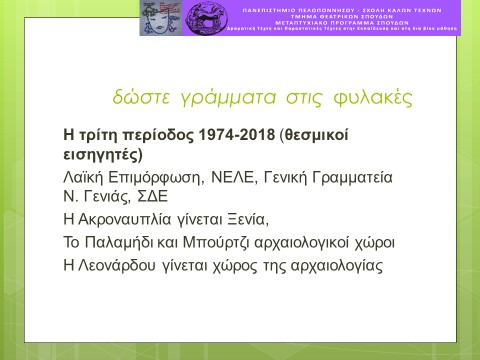 ΠΑΝΕΠΙΣΤΗΜΙΟ ΠΕΛΟΠΟΝΝΗΣΟΥ - ΣΧΟΛΗ ΚΑΛΩΝ ΤΕΧΝΩΝ
ΤΜΗΜΑ ΘΕΑΤΡΙΚΩΝ ΣΠΟΥΔΩΝ
ΜΕΤΑΠΤΥΧΙΑΚΟ ΠΡΟΓΡΑΜΜΑ ΣΠΟΥΔΩΝ
Δραματική Τέχνη και Παραστατικές Τέχνες στην Εκπαίδευση και στη δια βίου μάθηση
δώστε γράμματα στις φυλακές
Η τρίτη περίοδος 1974-2018 (θεσμικοί
εισηγητές)
Λαϊκή Επιμόρφωση, ΝΕΛΕ, Γενική Γραμματεία
Ν. Γενιάς, ΣΔΕ
Η Ακροναυπλία γίνεται Ξενία,
Το Παλαμήδι και Μπούρτζι αρχαιολογικοί χώροι
Η Λεονάρδου γίνεται χώρος της αρχαιολογίας